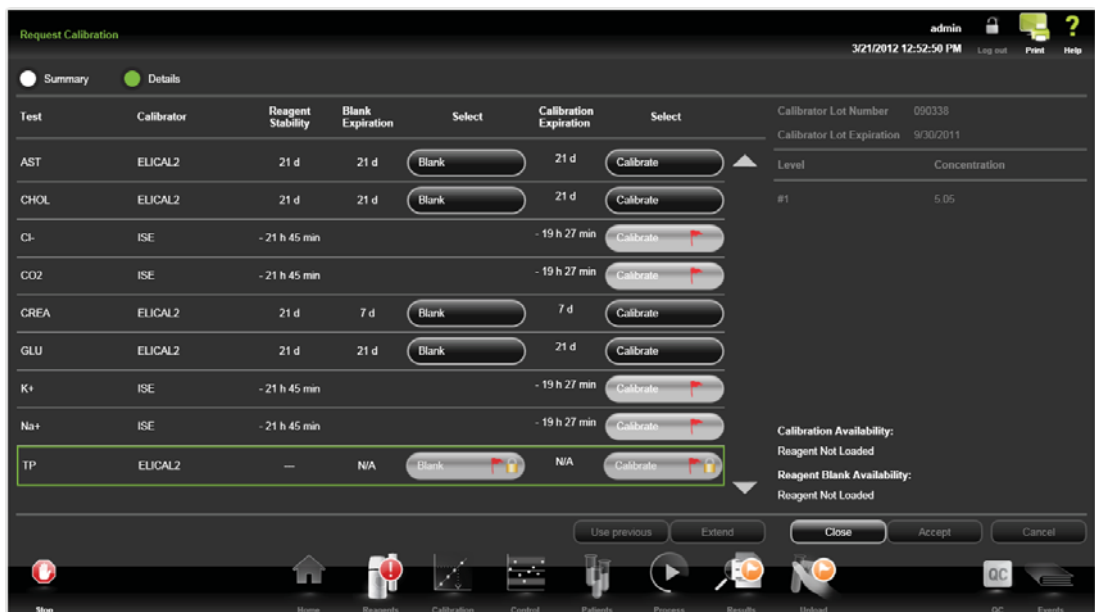 Request Calibration
admin
3/21/2012 12:52:50 PM
Log out
Print
Help
Summary
Details
Test Calibrator Reagent Stability Blank Expiration Select Calibration Expiration Select
AST ELICAL2 21 d 21 d Blank 21 d Calibrate
CHOL ELICAL2 21 d 21 d Blank 21 d Calibrate
Cl- ISE - 21 h 45 min - 19 h 27 min Calibrate
CO2 ISE - 21 h 45 min - 19 h 27 min Calibrate
CREA ELICAL2 21 d 7 d Blank 7 d Calibrate
GLU ELICAL2 21 d 21 d Blank 21 d Calibrate
K+ ISE - 21 h 45 min - 19 h 27 min Calibrate
Na+ ISE - 21 h 45 min - 19 h 27 min Calibrate
TP ELICAL2 — N/A Blank N/A Calibrate
Calibrator Lot Number 090338
Calibrator Lot Expiration 9/30/2011
Level Concentration
#1 5.05
Calibration Availability:
Reagent Not Loaded
Reagent Blank Availability:
Reagent Not Loaded
Use previous Extend Close Accept Cancel
QC
Stop Home Reagents Calibration Control Patients Process Results Upload QC Events